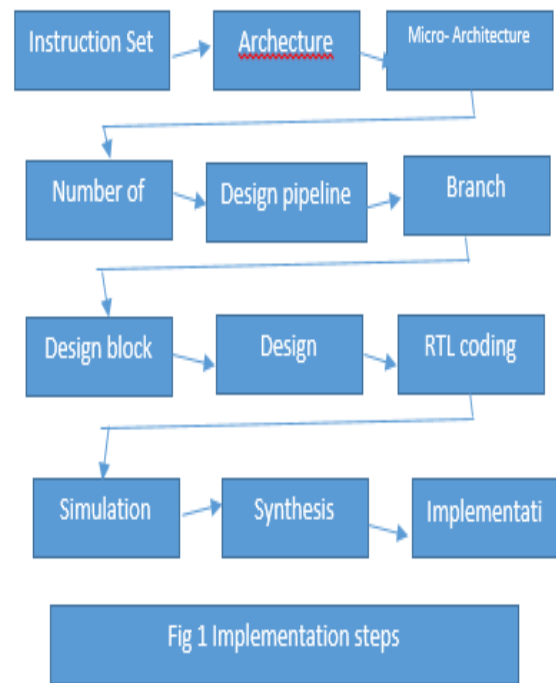 Instruction Set
Archecture
Micro- Architecture
Number of
Design pipeline
Branch
Design block
Design
RTL coding
Simulation
Synthesis
Implementati
Fig 1 Implementation steps